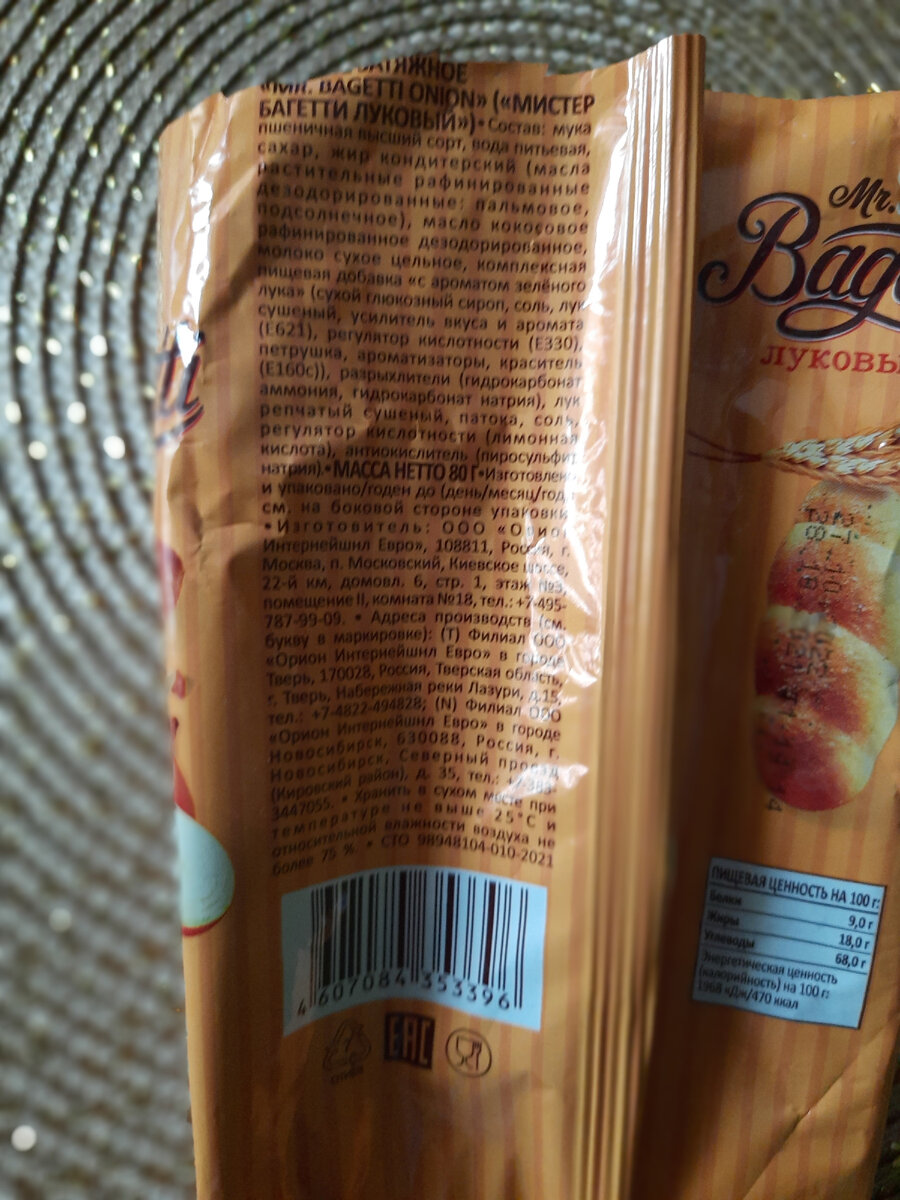 ЗАТЯЖНОЕ
«MR. BAGETTI ONION» («МИСТЕР
БАГЕТТИ ЛУКОВЫЙ»)•Состав: мука
пшеничная высший сорт, вода питьевая,
сахар, жир кондитерский (масла
растительные рафинированные
дезодорированные: пальмовое,
подсолнечное), масло кокосовое
рафинированное дезодорированное,
молоко сухое цельное, комплексная
пищевая добавка «с ароматом зелёного
лука» (сухой глюкозный сироп, соль, лук
сушеный, усилитель вкуса и аромата
(Е621), регулятор кислотности (Е330),
петрушка, ароматизаторы, краситель
(Е160с)), разрыхлители (гидрокарбонат
аммония, гидрокарбонат натрия), лук
репчатый сушеный, патока, соль,
регулятор кислотности (лимонная
кислота), антиокислитель (пиросульфит
натрия).•МАССА НЕТТО 80 Г•Изготовлено
и упаковано/годен до (день/месяц/год)
см. на боковой стороне упаковки
•Изготовитель: ООО «Орион
Интернейшнл Евро», 108811, Россия, г.
Москва, п. Московский, Киевское шоссе,
22-й км, домовл. 6, стр. 1, этаж №3,
помещение II, комната №18, тел.: +7-495-
787-99-09. • Адреса производств (см.
букву в маркировке): (Т) Филиал ООО
«Орион Интернейшнл Евро» в городе
Тверь, 170028, Россия, Тверская область,
г. Тверь, Набережная реки Лазури, д.15,
тел.: +7-4822-494828; (N) Филиал ООО
«Орион Интернейшнл Евро» в городе
Новосибирск, 630088, Россия, г.
Новосибирск, Северный проезд
(Кировский район), д. 35, тел.: +7-383-
3447055. • Хранить в сухом месте при
температуре не выше 25°С и
относительной влажности воздуха не
более 75 % • СТО 98948104-010-2021
4 607084 353396
EAC
Mr.
Bag
луковы
ПИЩЕВАЯ ЦЕННОСТЬ НА 100 г:
Белки 9,0 г
Жиры 18,0 г
Углеводы 68,0 г
Энергетическая ценность
(калорийность) на 100 г:
1968 кДж/470 ккал